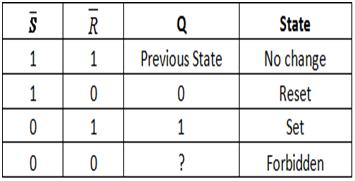 S̅ R̅ Q State
1 1 Previous State No change
1 0 0 Reset
0 1 1 Set
0 0 ? Forbidden